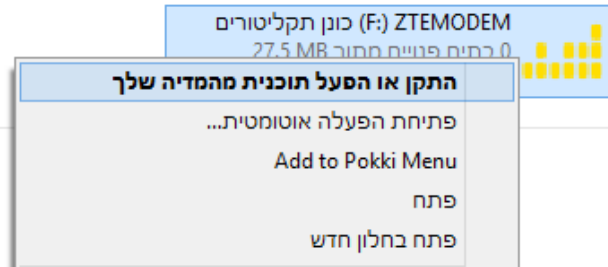 כונן תקליטורים (F:) ZTEMODEM
0 בתים פנויים מתוך 27.5 MB
התקן או הפעל תוכנית מהמדיה שלך
פתיחת הפעלה אוטומטית...
Add to Pokki Menu
פתח
פתח בחלון חדש